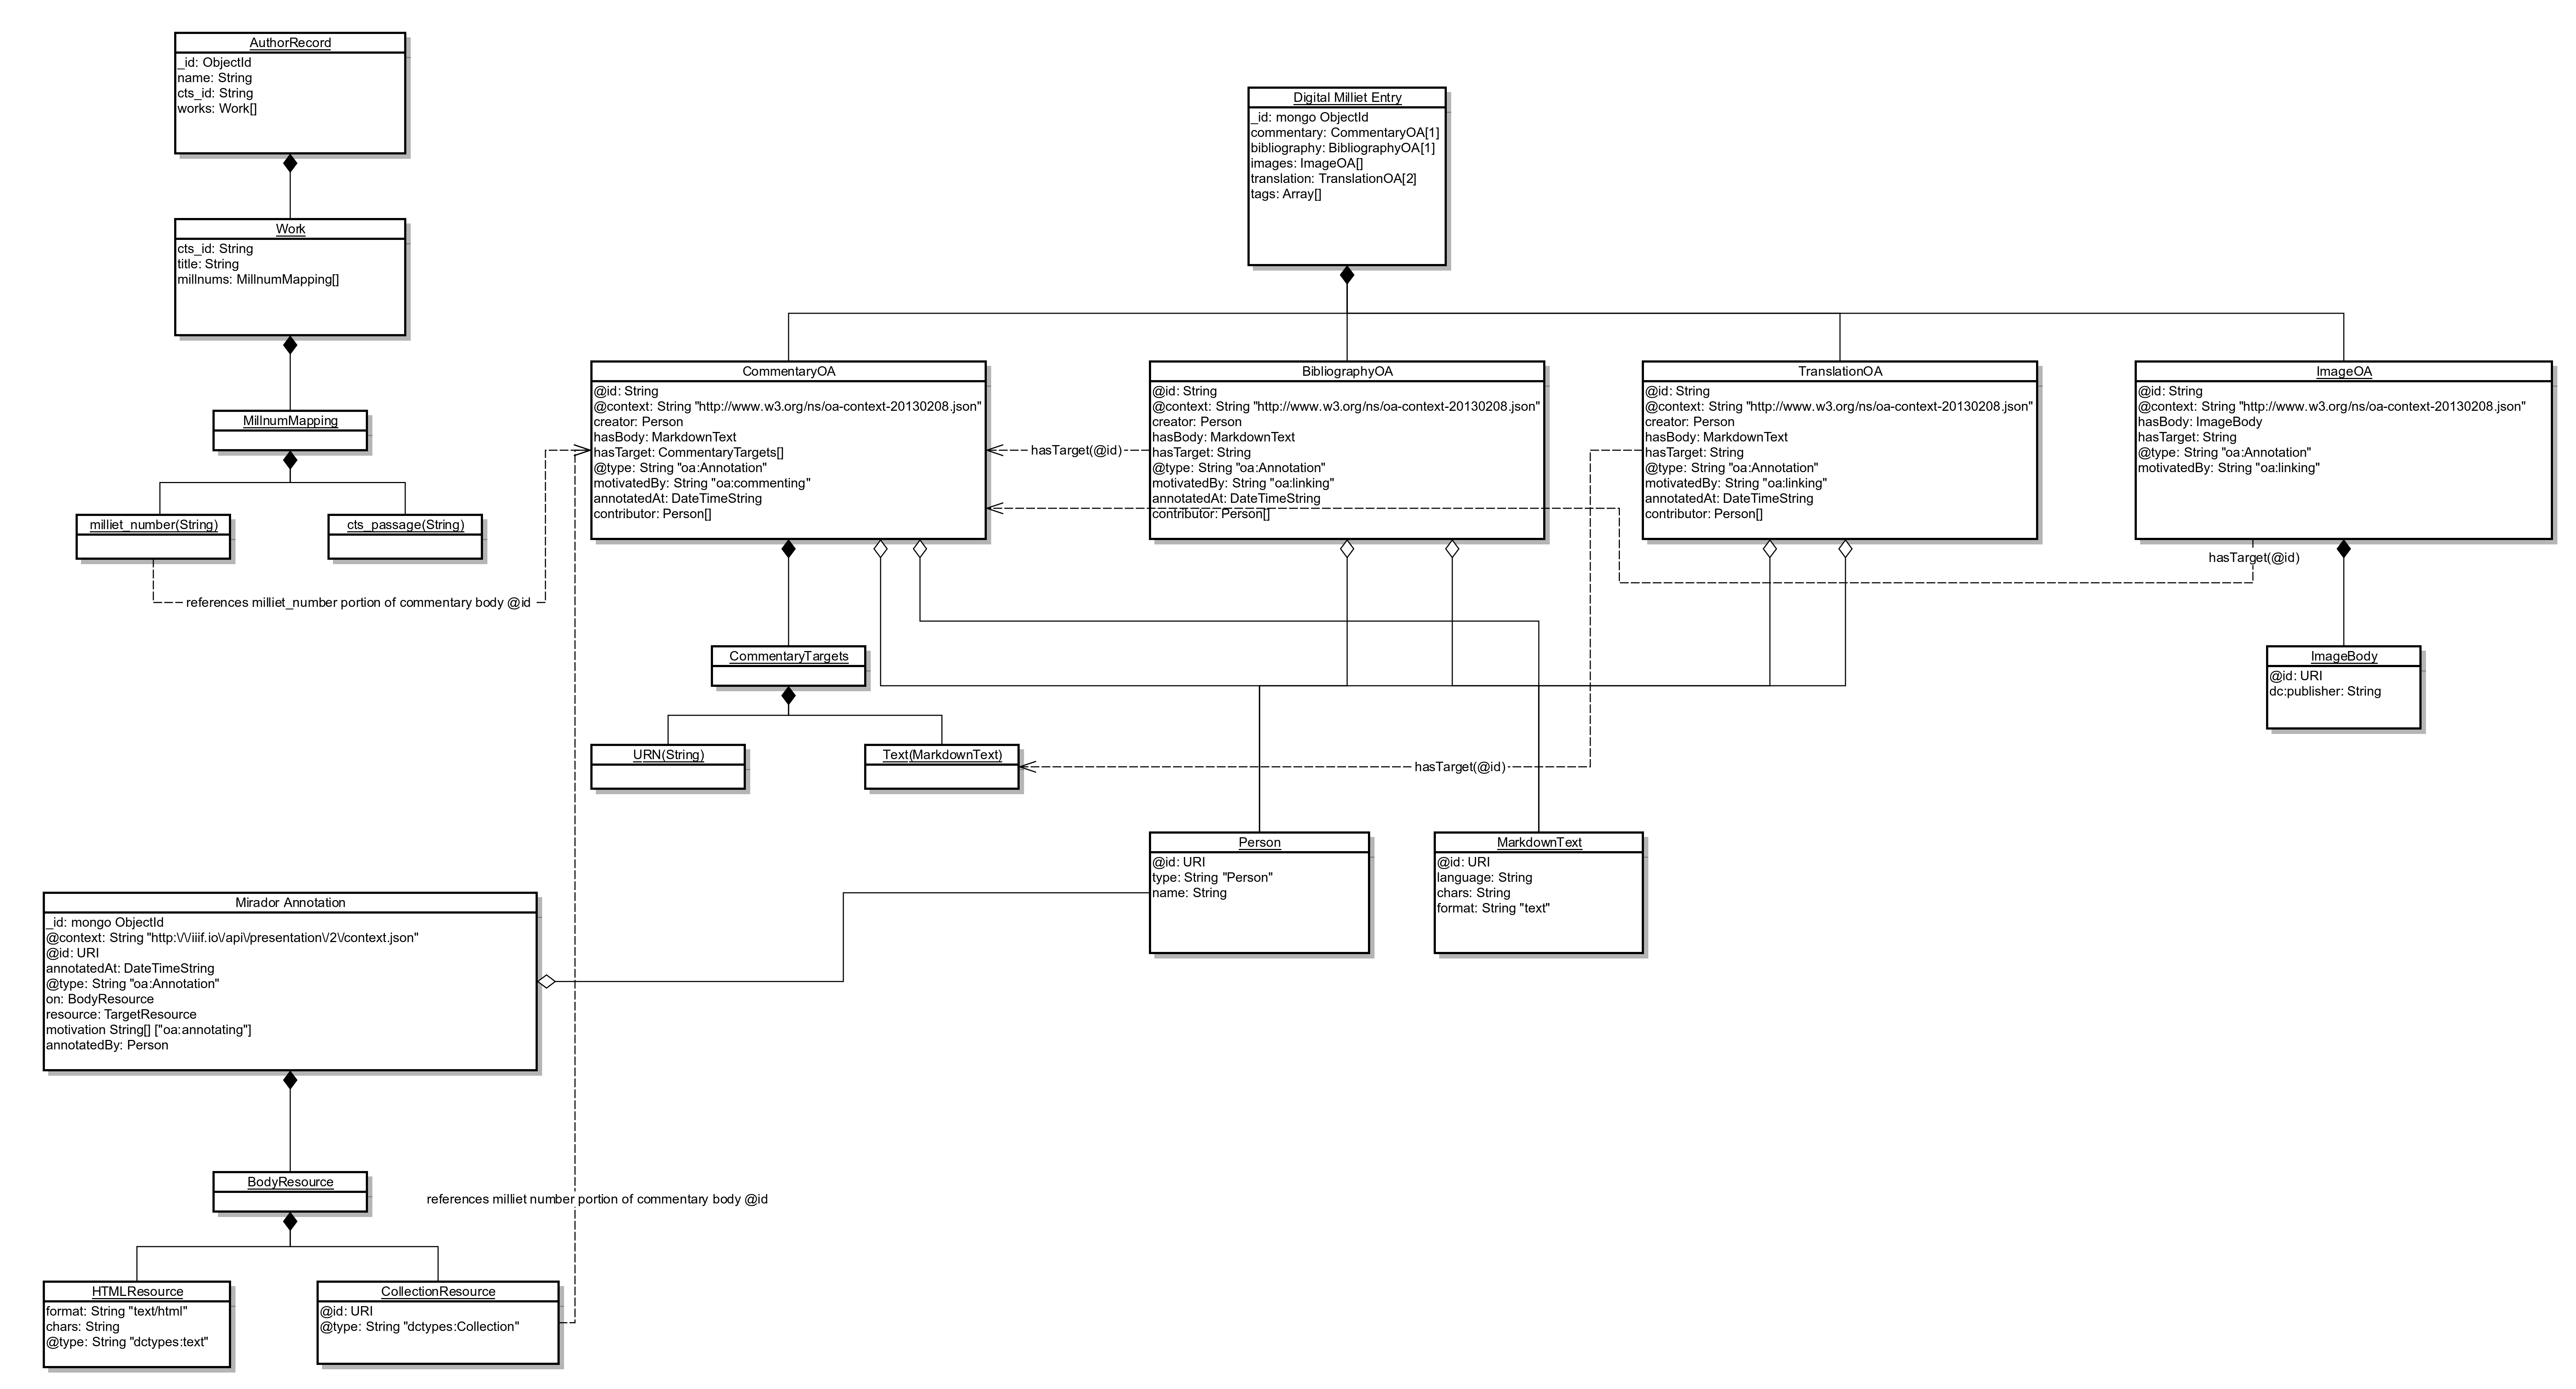 AuthorRecord
_id: ObjectId
name: String
cts_id: String
works: Work[]
Digital Milliet Entry
_id: mongo ObjectId
commentary: CommentaryOA[1]
bibliography: BibliographyOA[1]
images: ImageOA[]
translation: TranslationOA[2]
tags: Array[]
Work
cts_id: String
title: String
millnums: MillnumMapping[]
MillnumMapping
milliet_number(String)
cts_passage(String)
references milliet_number portion of commentary body @id
CommentaryOA
@id: String
@context: String "http://www.w3.org/ns/oa-context-20130208.json"
creator: Person
hasBody: MarkdownText
hasTarget: CommentaryTargets[]
@type: String "oa:Annotation"
motivatedBy: String "oa:commenting"
annotatedAt: DateTimeString
contributor: Person[]
hasTarget(@id)
BibliographyOA
@id: String
@context: String "http://www.w3.org/ns/oa-context-20130208.json"
creator: Person
hasBody: MarkdownText
hasTarget: String
@type: String "oa:Annotation"
motivatedBy: String "oa:linking"
annotatedAt: DateTimeString
contributor: Person[]
TranslationOA
@id: String
@context: String "http://www.w3.org/ns/oa-context-20130208.json"
creator: Person
hasBody: MarkdownText
hasTarget: String
@type: String "oa:Annotation"
motivatedBy: String "oa:linking"
annotatedAt: DateTimeString
contributor: Person[]
ImageOA
@id: String
@context: String "http://www.w3.org/ns/oa-context-20130208.json"
hasBody: ImageBody
hasTarget: String
@type: String "oa:Annotation"
motivatedBy: String "oa:linking"
hasTarget(@id)
CommentaryTargets
URN(String)
Text(MarkdownText)
hasTarget(@id)
ImageBody
@id: URI
dc:publisher: String
Person
@id: URI
type: String "Person"
name: String
MarkdownText
@id: URI
language: String
chars: String
format: String "text"
Mirador Annotation
_id: mongo ObjectId
@context: String "http:\/\/iiif.io\/api\/presentation\/2\/context.json"
@id: URI
annotatedAt: DateTimeString
@type: String "oa:Annotation"
on: BodyResource
resource: TargetResource
motivation String[] ["oa:annotating"]
annotatedBy: Person
BodyResource
references milliet number portion of commentary body @id
HTMLResource
format: String "text/html"
chars: String
@type: String "dctypes:text"
CollectionResource
@id: URI
@type: String "dctypes:Collection"